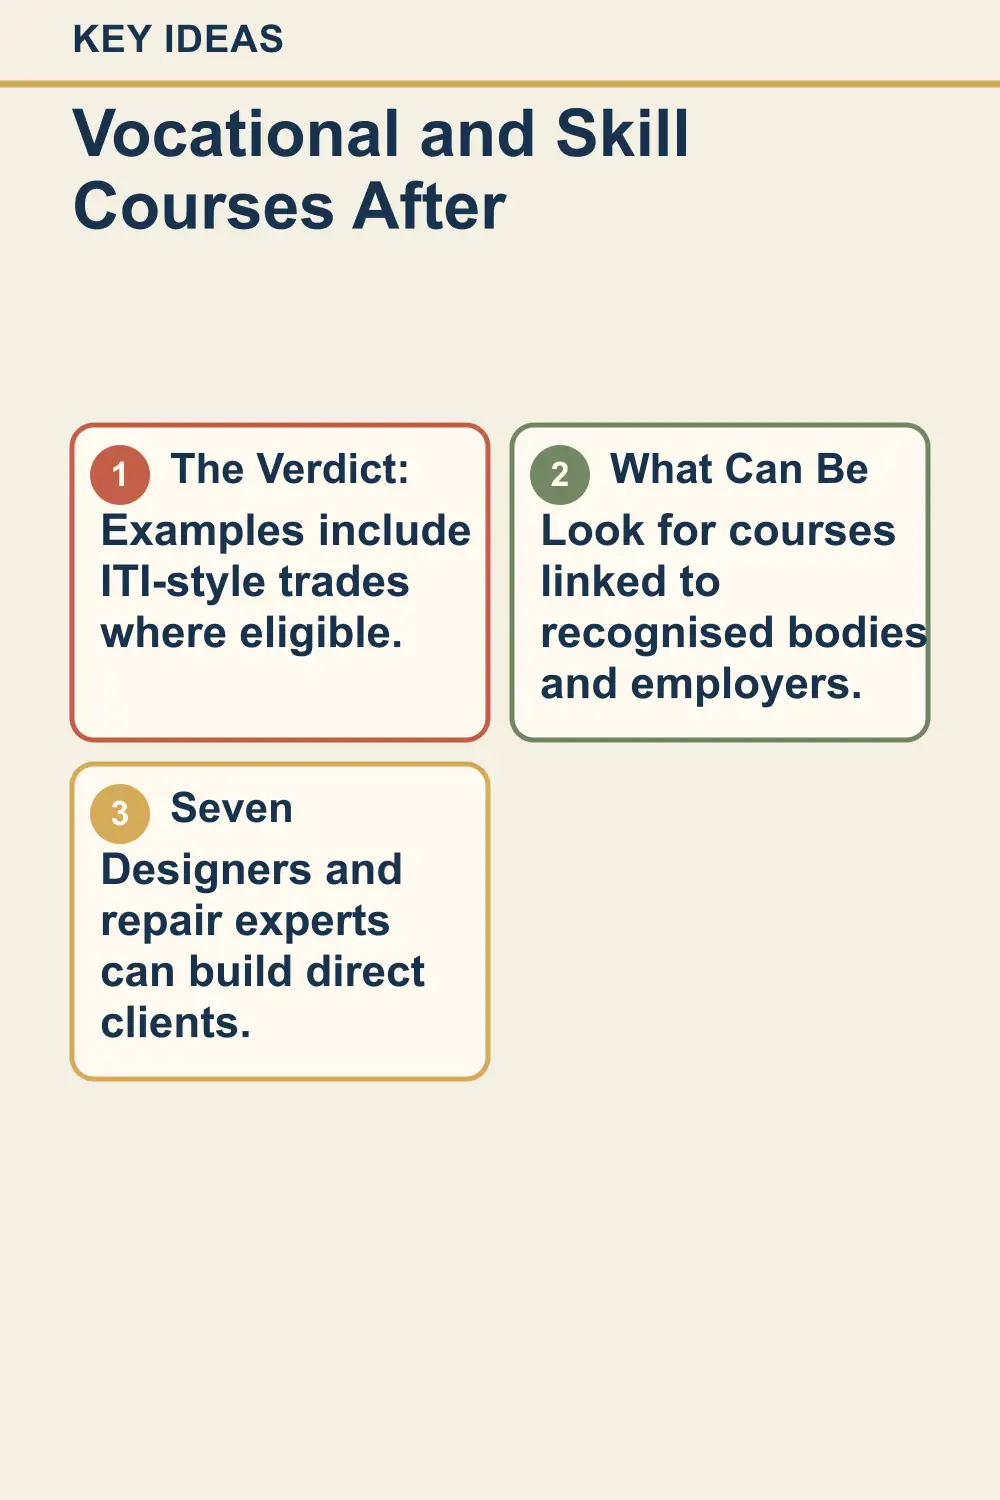 KEY IDEAS
Vocational and Skill
Courses After
1 The Verdict:
Examples include
ITI-style trades
where eligible.
2 What Can Be
Look for courses
linked to
recognised bodies
and employers.
3 Seven
Designers and
repair experts
can build direct
clients.